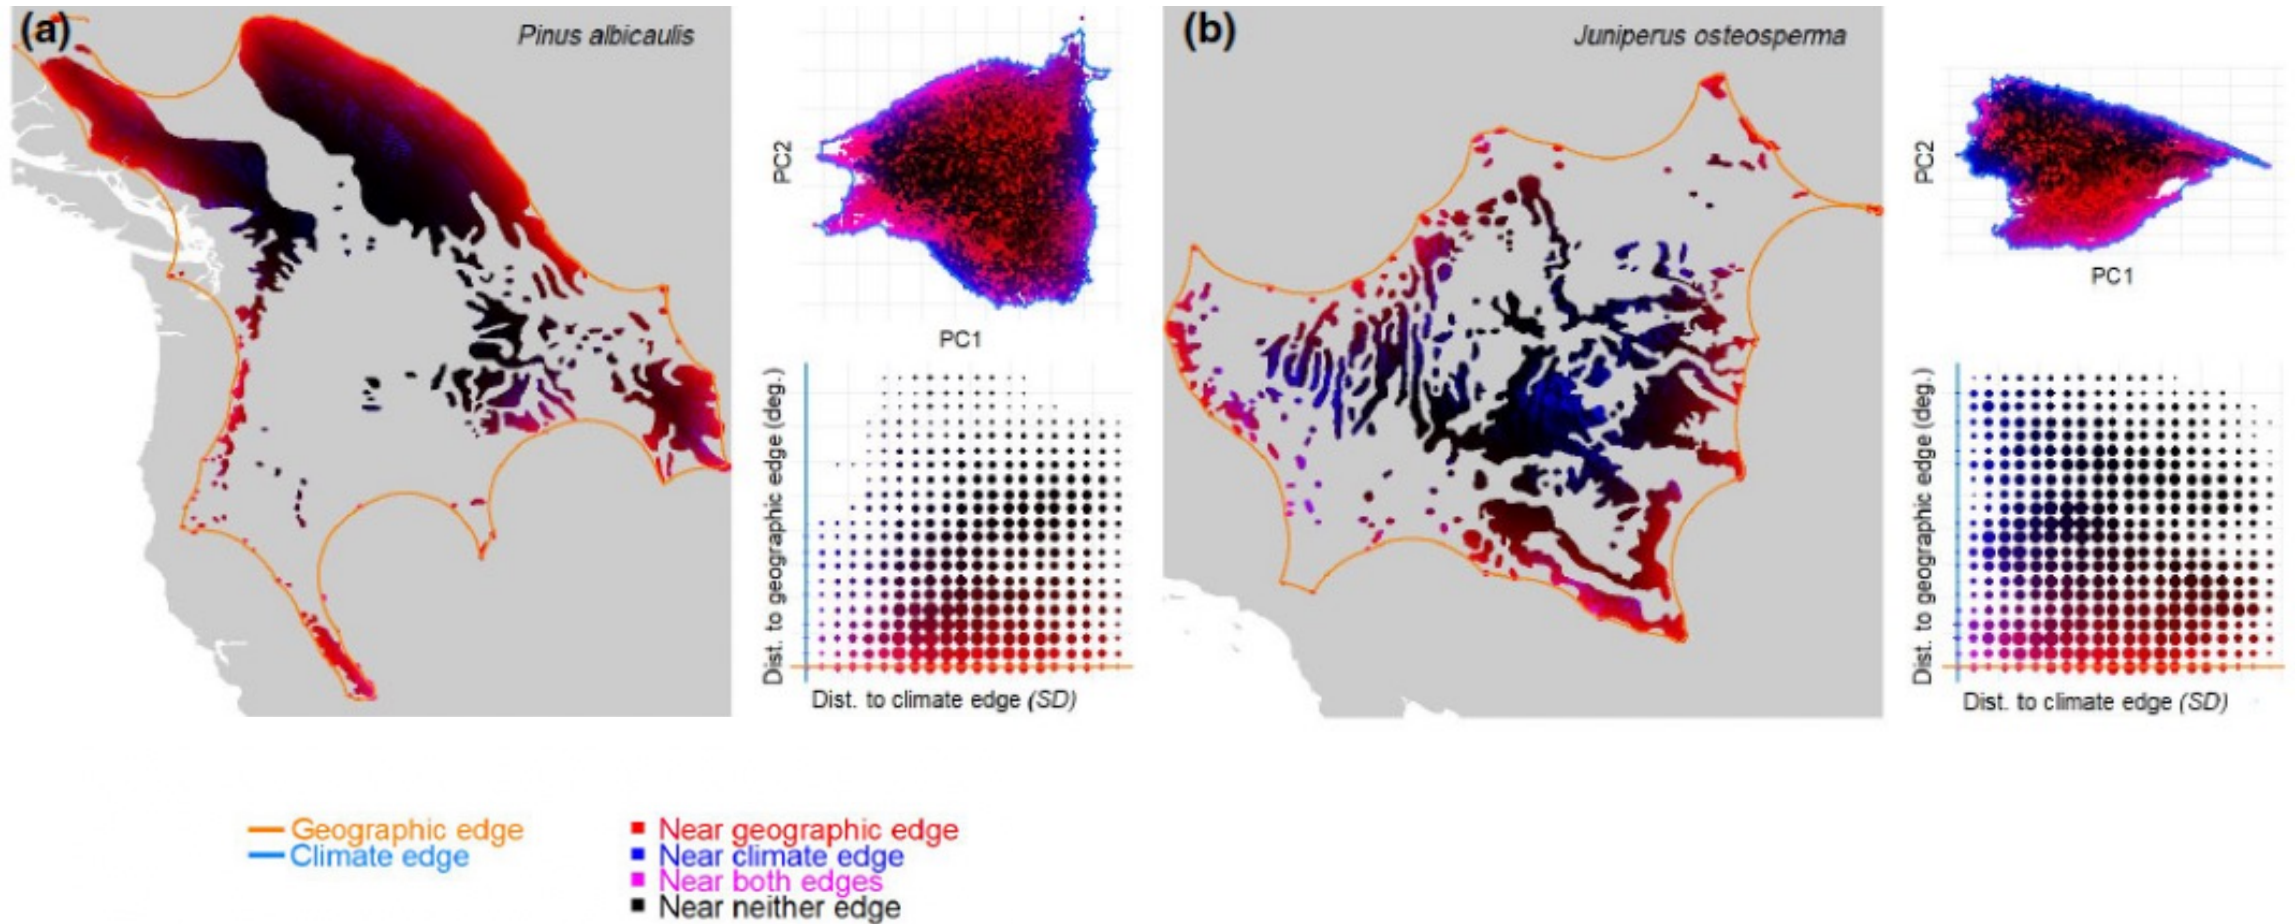 (a)
Pinus albicaulis
PC2
PC1
Dist. to geographic edge (deg.)
Dist. to climate edge (SD)
(b)
Juniperus osteosperma
PC2
PC1
Dist. to geographic edge (deg.)
Dist. to climate edge (SD)
Geographic edge
Climate edge
Near geographic edge
Near climate edge
Near both edges
Near neither edge